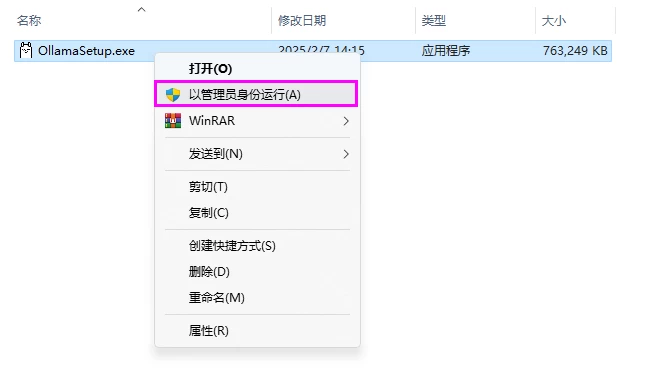 名称 修改日期 类型 大小
OllamaSetup.exe 2025/2/7 14:15 应用程序 763,249 KB
打开(O)
以管理员身份运行(A)
WinRAR
发送到(N)
剪切(T)
复制(C)
创建快捷方式(S)
删除(D)
重命名(M)
属性(R)